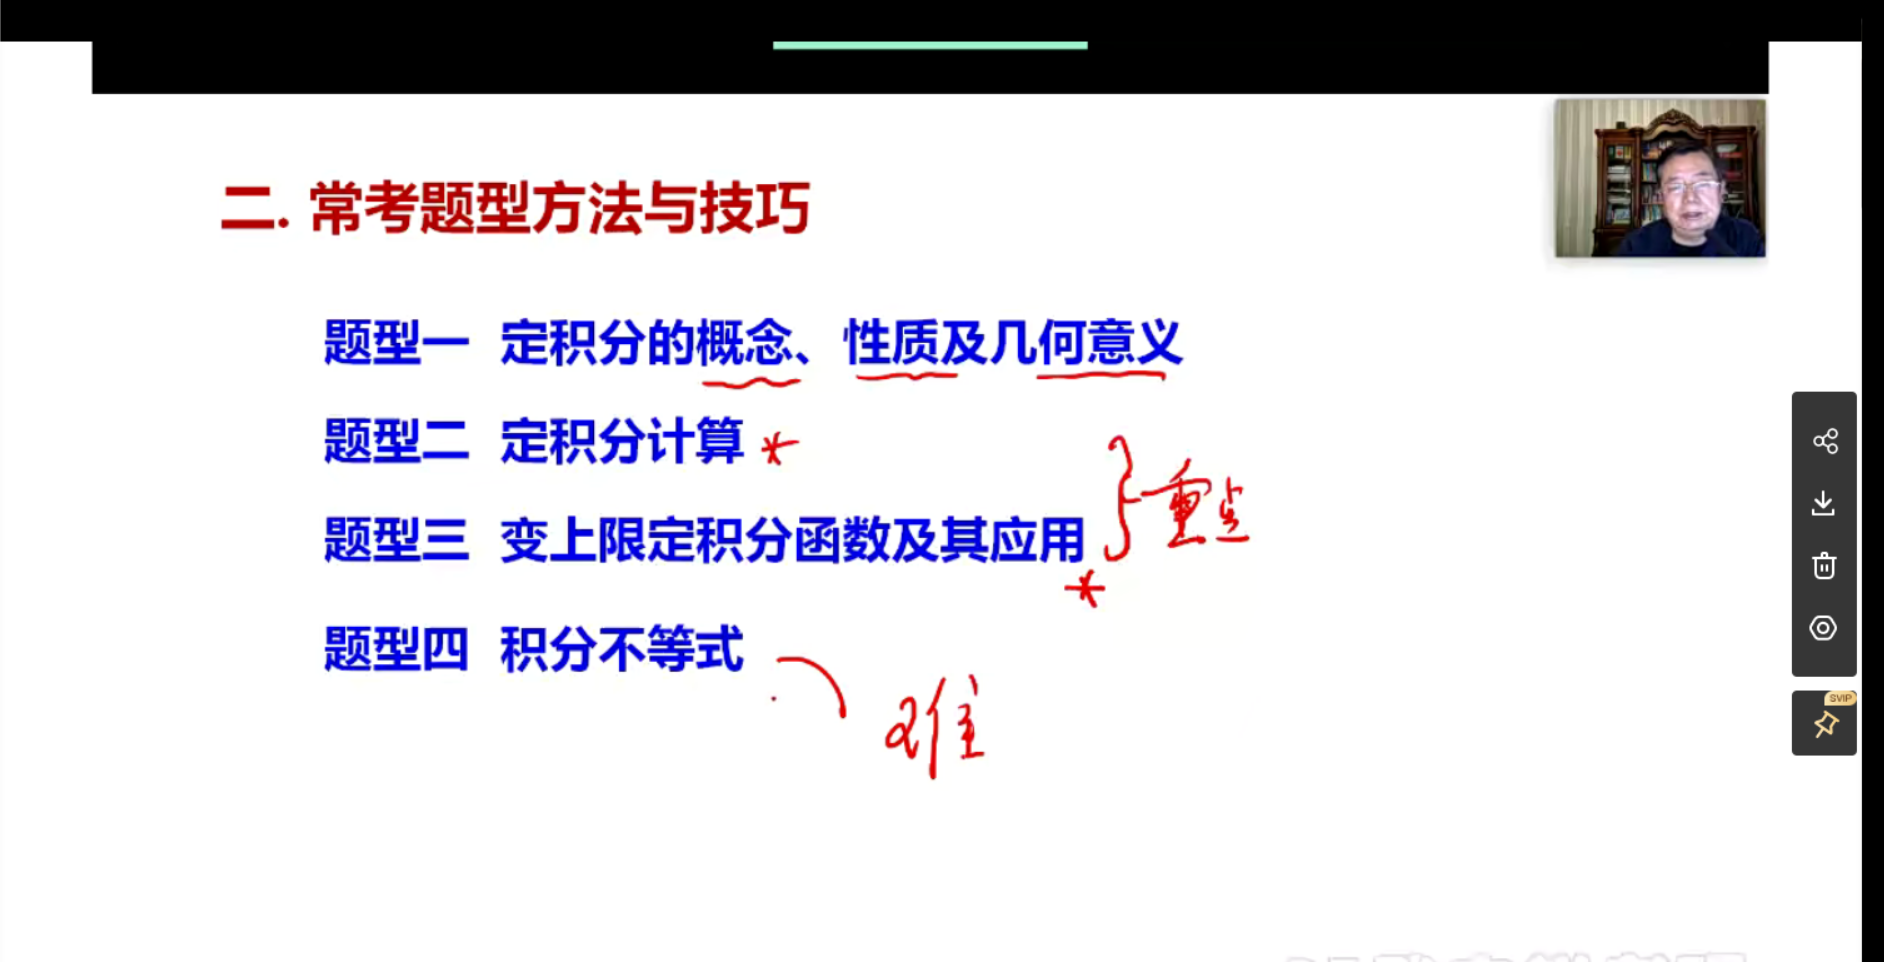 二. 常考题型方法与技巧
题型一 定积分的概念、性质及几何意义
题型二 定积分计算 *
题型三 变上限定积分函数及其应用 *
重点
题型四 积分不等式
难
SVIP